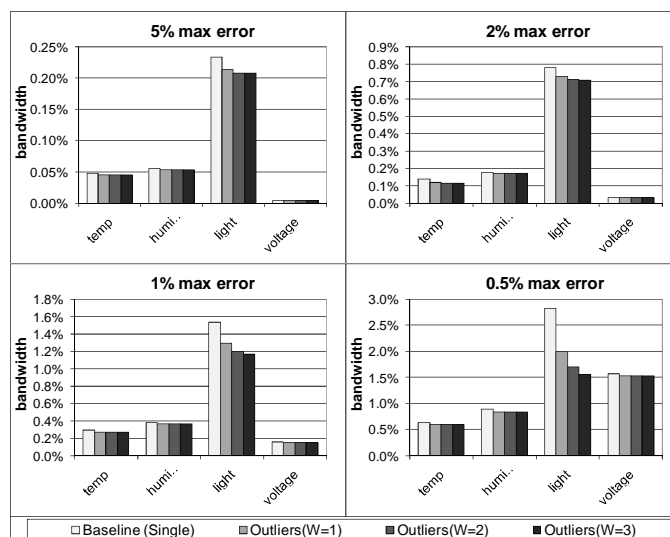 5% max error
bandwidth
0.25%
0.20%
0.15%
0.10%
0.05%
0.00%
temp
humi..
light
voltage
2% max error
bandwidth
0.9%
0.8%
0.7%
0.6%
0.5%
0.4%
0.3%
0.2%
0.1%
0.0%
temp
humi..
light
voltage
1% max error
bandwidth
1.8%
1.6%
1.4%
1.2%
1.0%
0.8%
0.6%
0.4%
0.2%
0.0%
temp
humi..
light
voltage
0.5% max error
bandwidth
3.0%
2.5%
2.0%
1.5%
1.0%
0.5%
0.0%
temp
humi..
light
voltage
Baseline (Single) Outliers(W=1) Outliers(W=2) Outliers(W=3)